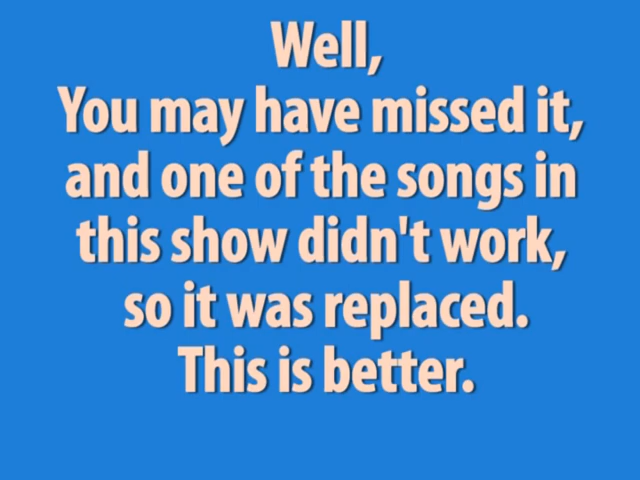 Well,
You may have missed it,
and one of the songs in
this show didn't work,
so it was replaced.
This is better.